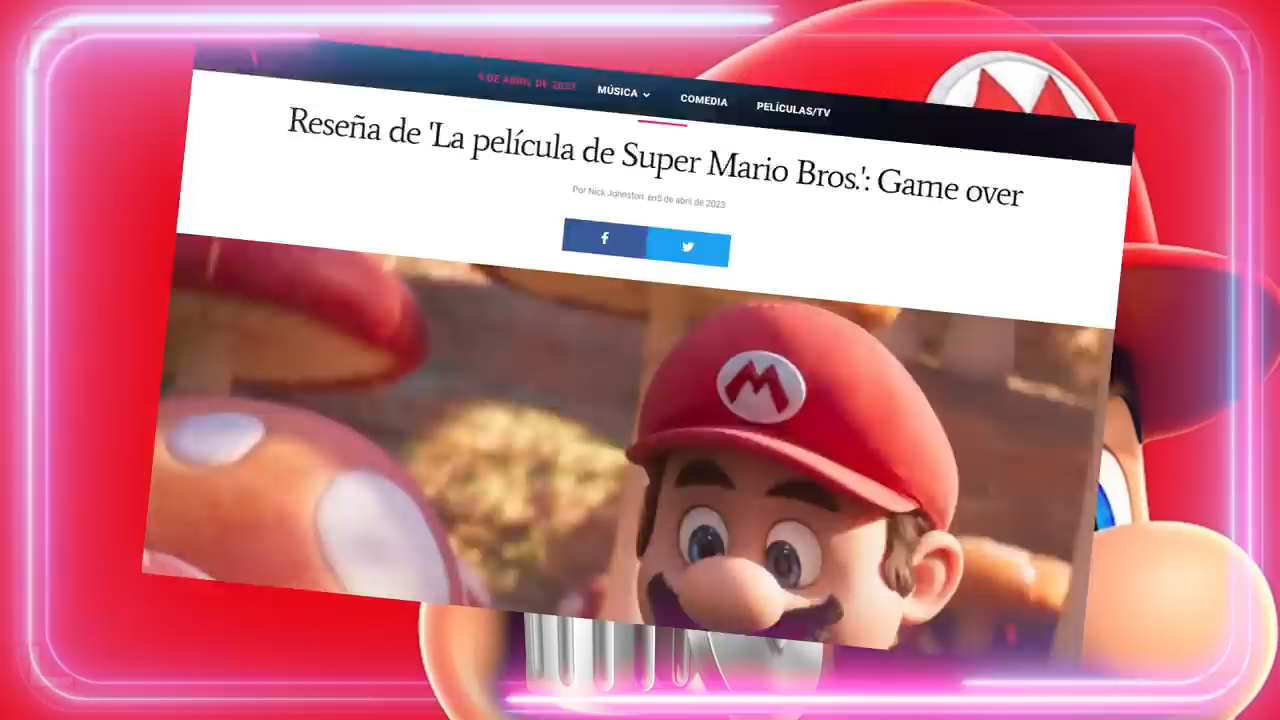 6 DE ABRIL DE 2023 MÚSICA COMEDIA PELÍCULAS/TV
Reseña de 'La película de Super Mario Bros.': Game over
Por Nick Johnston en5 de abril de 2023